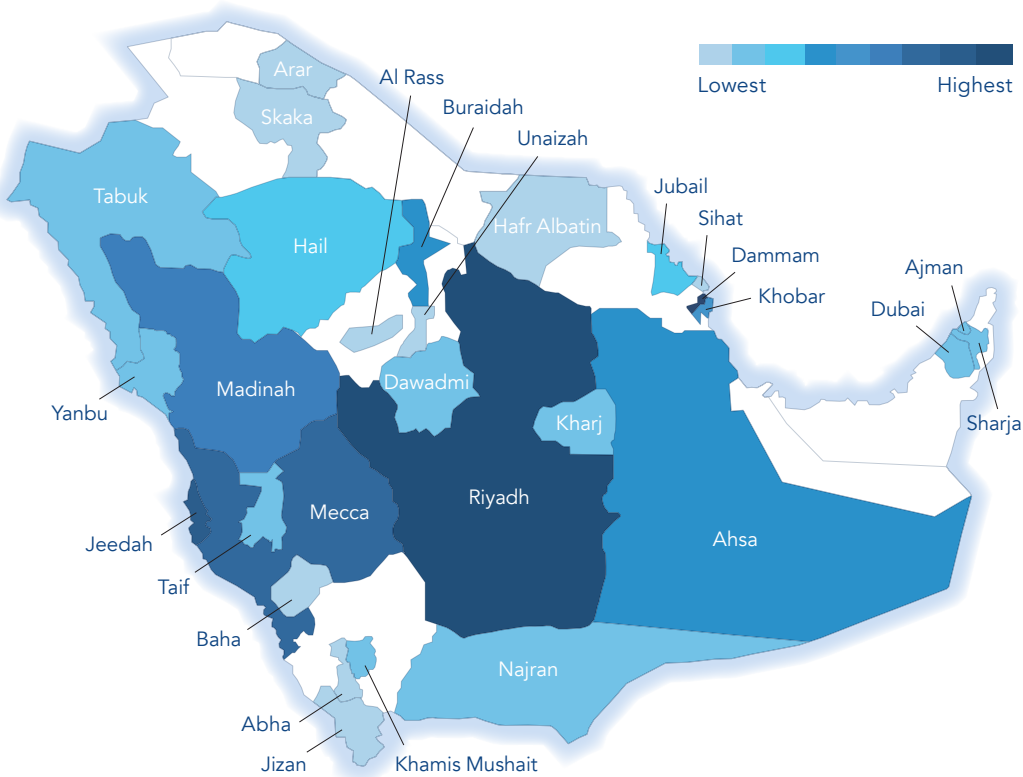 Lowest
Highest
Arar
Al Rass
Skaka
Buraidah
Unaizah
Tabuk
Jubail
Hafr Albatin
Sihat
Hail
Dammam
Ajman
Khobar
Dubai
Dawadmi
Madinah
Yanbu
Kharj
Sharja
Riyadh
Mecca
Ahsa
Jeedah
Taif
Baha
Najran
Abha
Jizan
Khamis Mushait